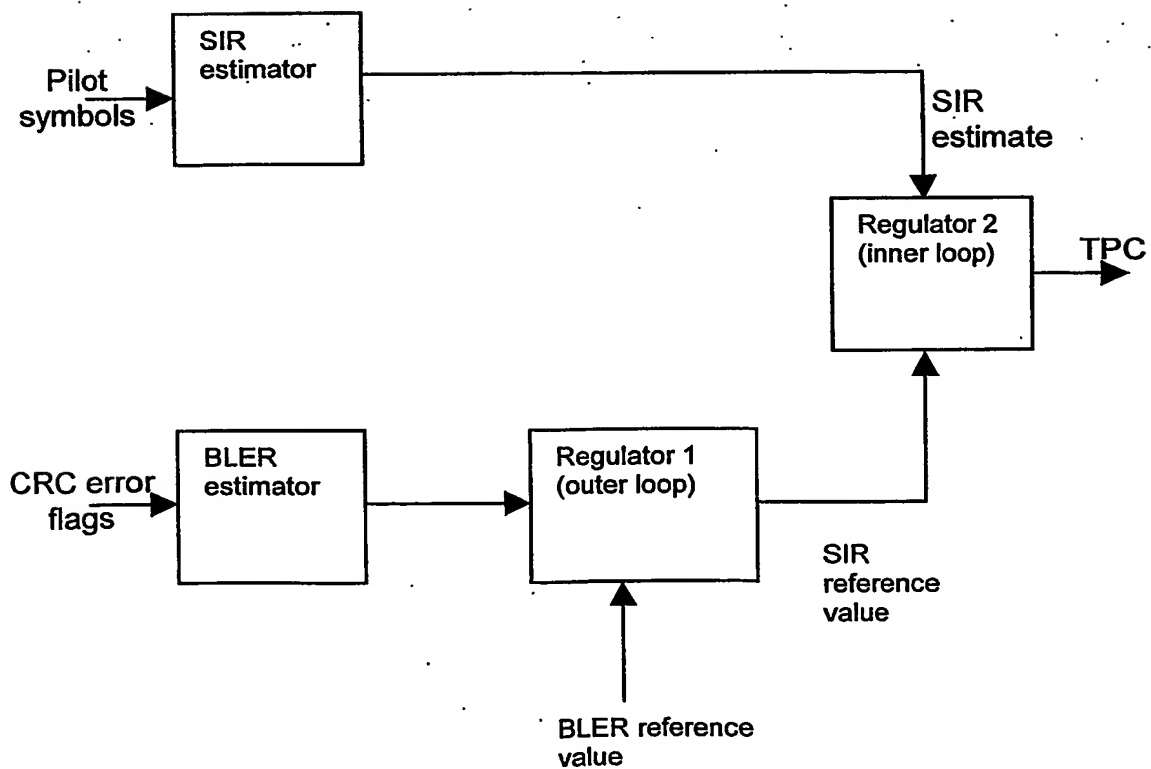 SIR
estimator
Pilot
symbols
SIR
estimate
Regulator 2
(inner loop)
TPC
BLER
estimator
CRC error
flags
Regulator 1
(outer loop)
SIR
reference
value
BLER reference
value